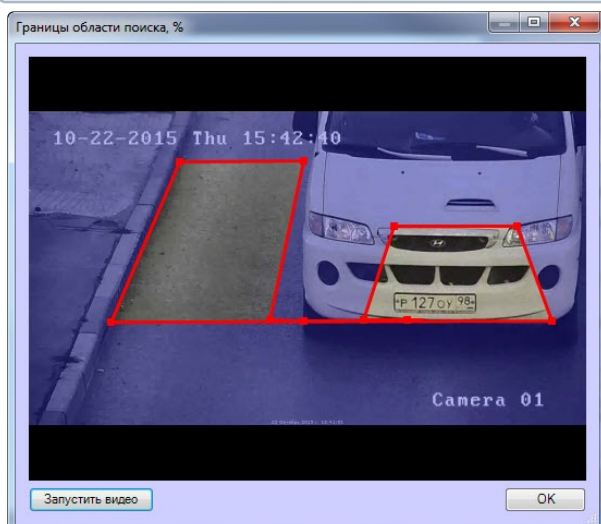 Границы области поиска, %
10-22-2015 Thu 15:42:40
Р 127 ОУ 98
Camera 01
Запустить видео
OK